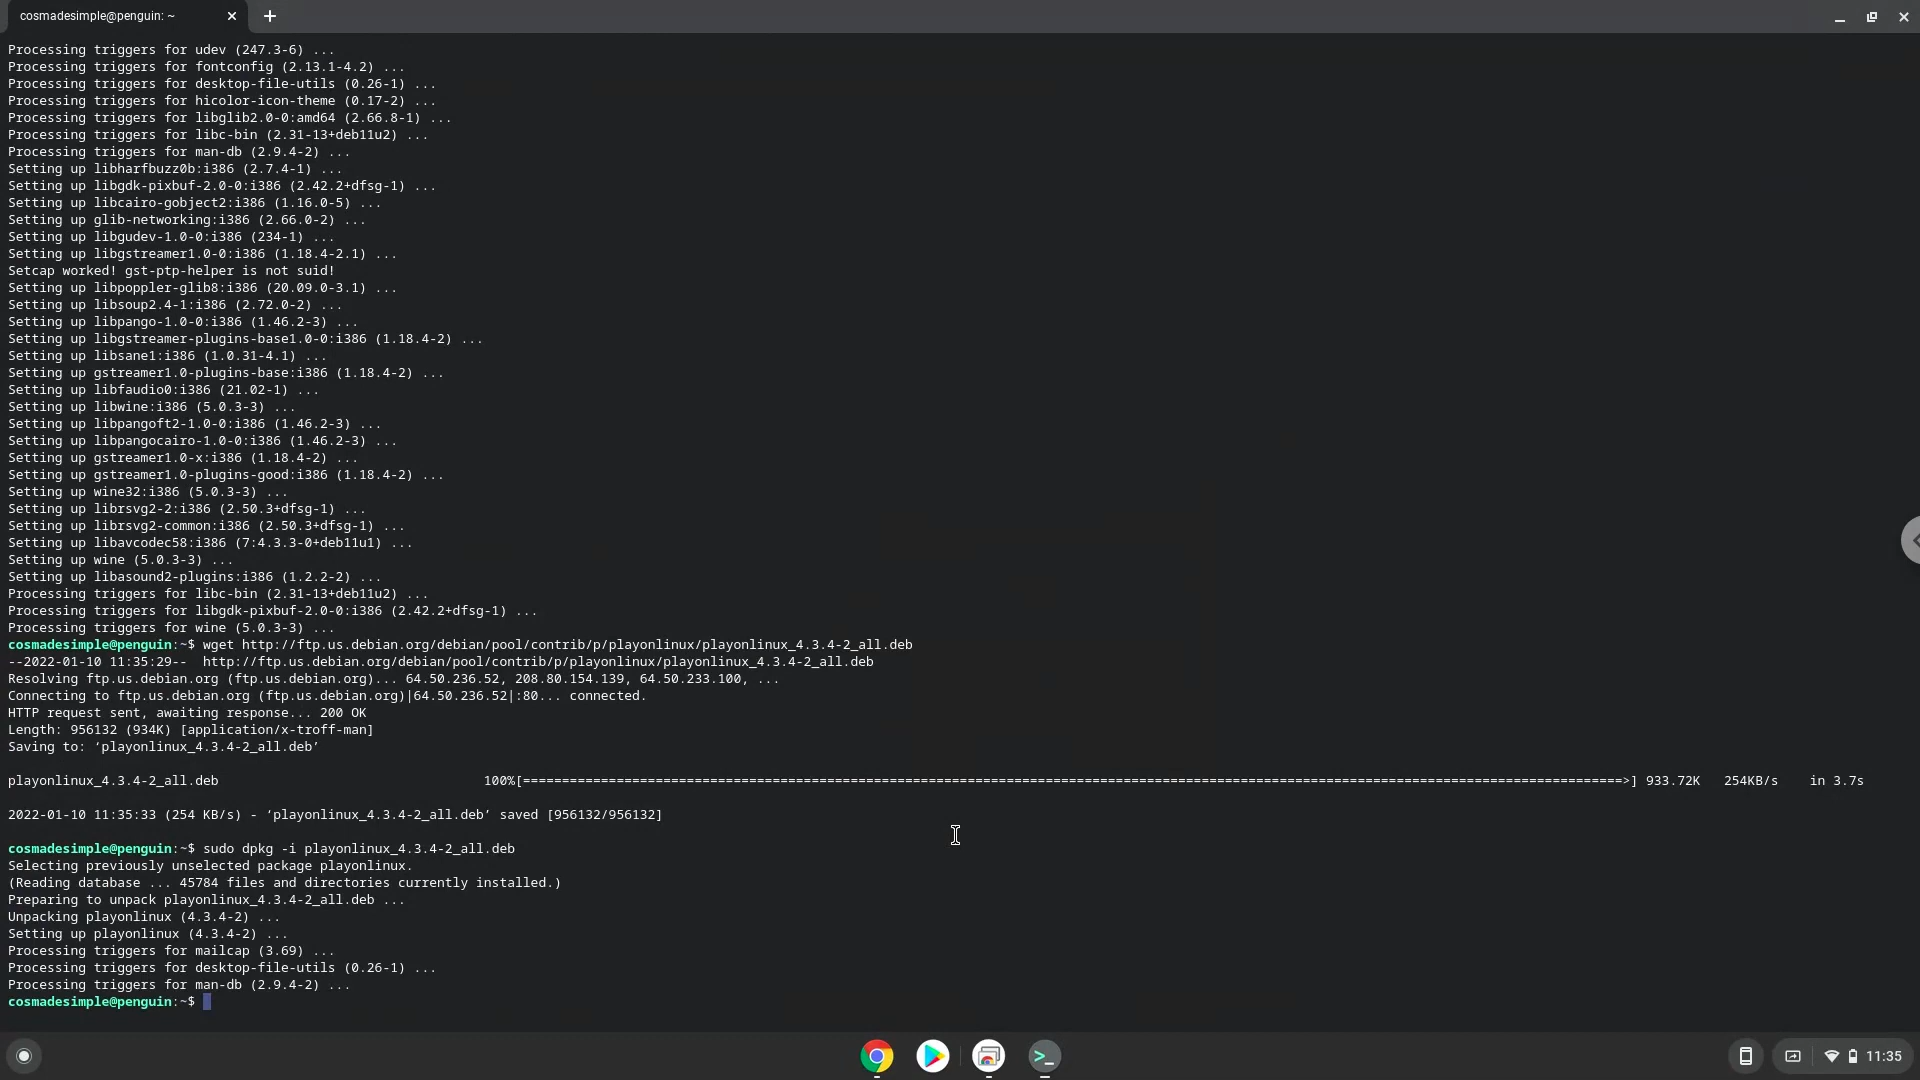 cosmadesimple@penguin: ~
Processing triggers for udev (247.3-6) ...
Processing triggers for fontconfig (2.13.1-4.2) ...
Processing triggers for desktop-file-utils (0.26-1) ...
Processing triggers for hicolor-icon-theme (0.17-2) ...
Processing triggers for libglib2.0-0:amd64 (2.66.8-1) ...
Processing triggers for libc-bin (2.31-13+deb11u2) ...
Processing triggers for man-db (2.9.4-2) ...
Setting up libharfbuzz0b:i386 (2.7.4-1) ...
Setting up libgdk-pixbuf-2.0-0:i386 (2.42.2+dfsg-1) ...
Setting up libcairo-gobject2:i386 (1.16.0-5) ...
Setting up glib-networking:i386 (2.66.0-2) ...
Setting up libgudev-1.0-0:i386 (234-1) ...
Setting up libgstreamer1.0-0:i386 (1.18.4-2.1) ...
Setcap worked! gst-ptp-helper is not suid!
Setting up libpoppler-glib8:i386 (20.09.0-3.1) ...
Setting up libsoup2.4-1:i386 (2.72.0-2) ...
Setting up libpango-1.0-0:i386 (1.46.2-3) ...
Setting up libgstreamer-plugins-base1.0-0:i386 (1.18.4-2) ...
Setting up libsane1:i386 (1.0.31-4.1) ...
Setting up gstreamer1.0-plugins-base:i386 (1.18.4-2) ...
Setting up libfaudio0:i386 (21.02-1) ...
Setting up libwine:i386 (5.0.3-3) ...
Setting up libpangoft2-1.0-0:i386 (1.46.2-3) ...
Setting up libpangocairo-1.0-0:i386 (1.46.2-3) ...
Setting up gstreamer1.0-x:i386 (1.18.4-2) ...
Setting up gstreamer1.0-plugins-good:i386 (1.18.4-2) ...
Setting up wine32:i386 (5.0.3-3) ...
Setting up librsvg2-2:i386 (2.50.3+dfsg-1) ...
Setting up librsvg2-common:i386 (2.50.3+dfsg-1) ...
Setting up libavcodec58:i386 (7:4.3.3-0+deb11u1) ...
Setting up wine (5.0.3-3) ...
Setting up libasound2-plugins:i386 (1.2.2-2) ...
Processing triggers for libc-bin (2.31-13+deb11u2) ...
Processing triggers for libgdk-pixbuf-2.0-0:i386 (2.42.2+dfsg-1) ...
Processing triggers for wine (5.0.3-3) ...
cosmadesimple@penguin:~$ wget http://ftp.us.debian.org/debian/pool/contrib/p/playonlinux/playonlinux_4.3.4-2_all.deb
--2022-01-10 11:35:29--  http://ftp.us.debian.org/debian/pool/contrib/p/playonlinux/playonlinux_4.3.4-2_all.deb
Resolving ftp.us.debian.org (ftp.us.debian.org)... 64.50.236.52, 208.80.154.139, 64.50.233.100, ...
Connecting to ftp.us.debian.org (ftp.us.debian.org)|64.50.236.52|:80... connected.
HTTP request sent, awaiting response... 200 OK
Length: 956132 (934K) [application/x-troff-man]
Saving to: ‘playonlinux_4.3.4-2_all.deb’
playonlinux_4.3.4-2_all.deb 100%[=============================================================================================================================================>] 933.72K 254KB/s in 3.7s
2022-01-10 11:35:33 (254 KB/s) - ‘playonlinux_4.3.4-2_all.deb’ saved [956132/956132]
cosmadesimple@penguin:~$ sudo dpkg -i playonlinux_4.3.4-2_all.deb
Selecting previously unselected package playonlinux.
(Reading database ... 45784 files and directories currently installed.)
Preparing to unpack playonlinux_4.3.4-2_all.deb ...
Unpacking playonlinux (4.3.4-2) ...
Setting up playonlinux (4.3.4-2) ...
Processing triggers for mailcap (3.69) ...
Processing triggers for desktop-file-utils (0.26-1) ...
Processing triggers for man-db (2.9.4-2) ...
cosmadesimple@penguin:~$
11:35